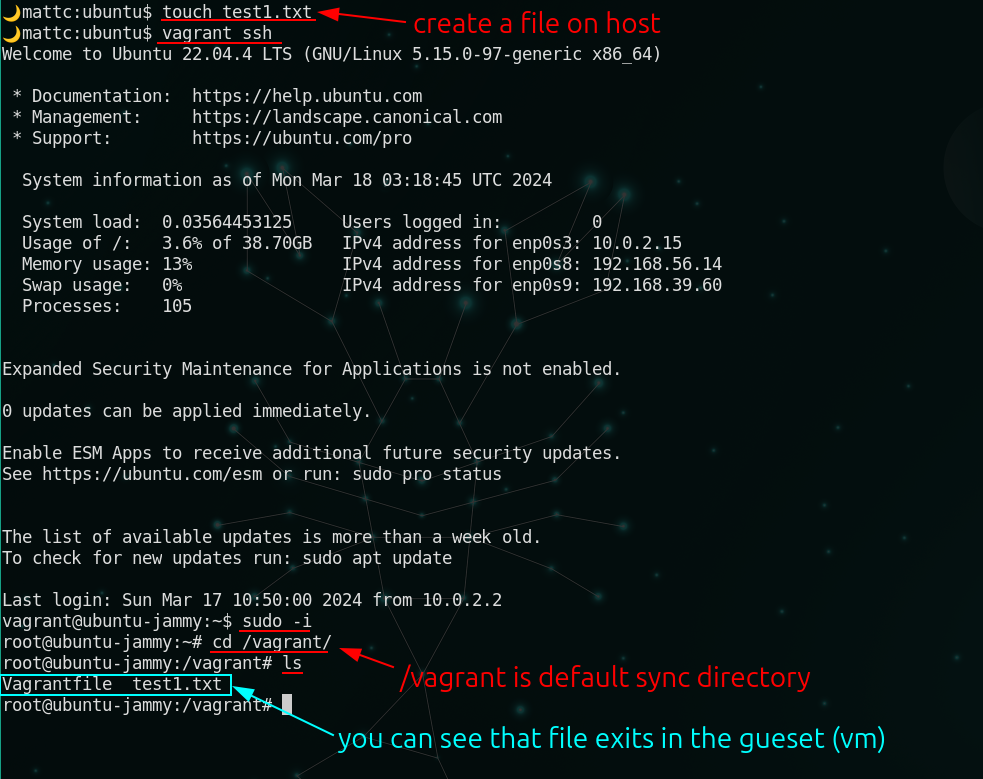 🌙mattc:ubuntu$ touch test1.txt
create a file on host
🌙mattc:ubuntu$ vagrant ssh
Welcome to Ubuntu 22.04.4 LTS (GNU/Linux 5.15.0-97-generic x86_64)
* Documentation:  https://help.ubuntu.com
* Management:     https://landscape.canonical.com
* Support:        https://ubuntu.com/pro
System information as of Mon Mar 18 03:18:45 UTC 2024
System load:  0.03564453125     Users logged in:         0
Usage of /:   3.6% of 38.70GB   IPv4 address for enp0s3: 10.0.2.15
Memory usage: 13%               IPv4 address for enp0s8: 192.168.56.14
Swap usage:   0%                IPv4 address for enp0s9: 192.168.39.60
Processes:    105
Expanded Security Maintenance for Applications is not enabled.
0 updates can be applied immediately.
Enable ESM Apps to receive additional future security updates.
See https://ubuntu.com/esm or run: sudo pro status
The list of available updates is more than a week old.
To check for new updates run: sudo apt update
Last login: Sun Mar 17 10:50:00 2024 from 10.0.2.2
vagrant@ubuntu-jammy:~$ sudo -i
root@ubuntu-jammy:~# cd /vagrant/
root@ubuntu-jammy:/vagrant# ls
/vagrant is default sync directory
Vagrantfile  test1.txt
root@ubuntu-jammy:/vagrant#
you can see that file exits in the gueset (vm)